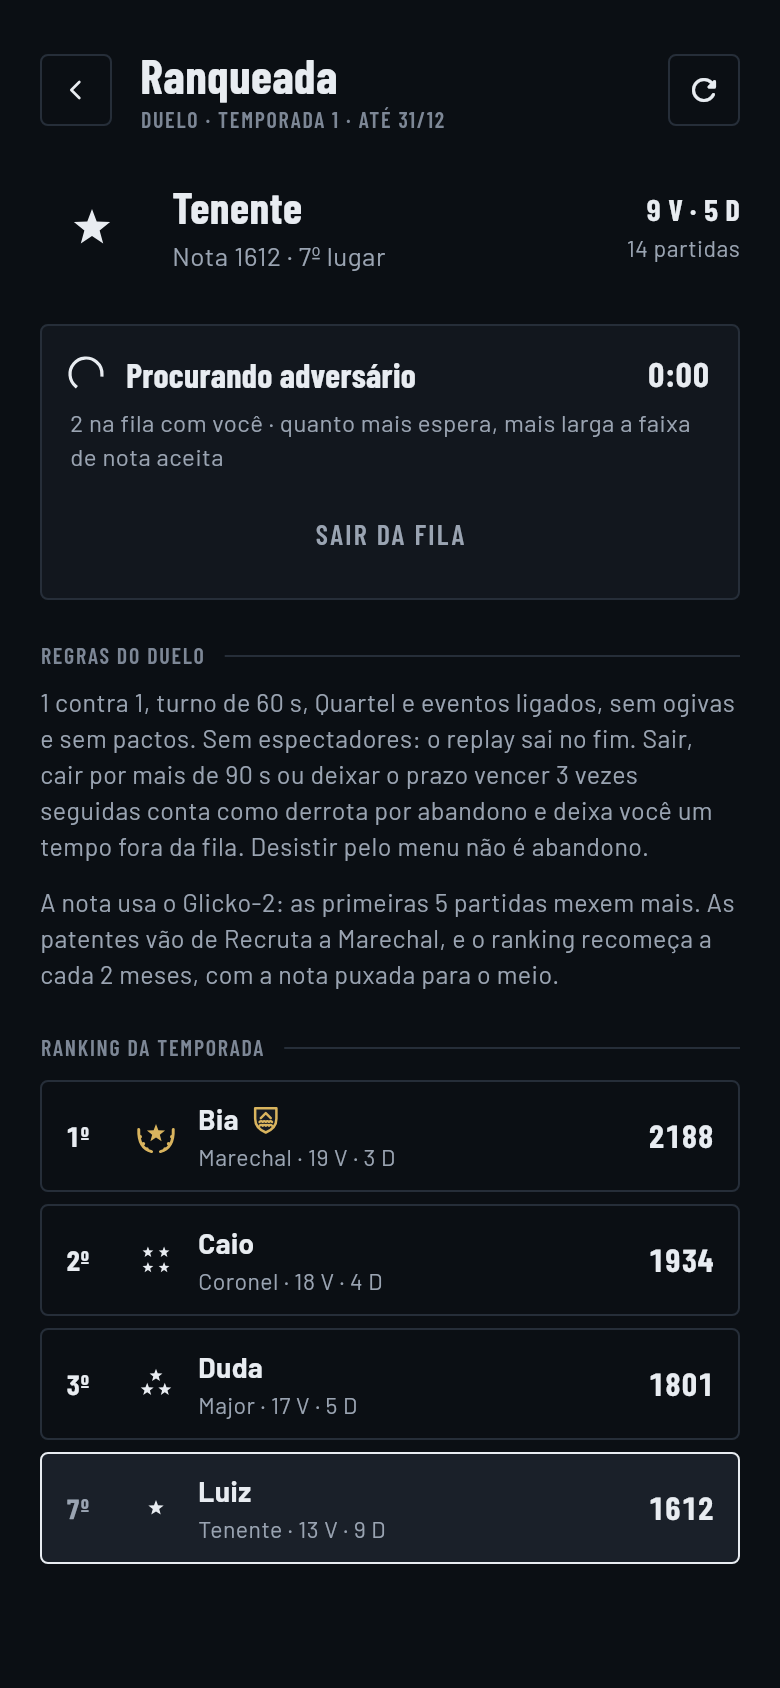 Ranqueada
DUELO · TEMPORADA 1 · ATÉ 31/12
Tenente
9 V · 5 D
Nota 1612 · 7º lugar
14 partidas
Procurando adversário
0:00
2 na fila com você · quanto mais espera, mais larga a faixa
de nota aceita
SAIR DA FILA
REGRAS DO DUELO
1 contra 1, turno de 60 s, Quartel e eventos ligados, sem ogivas
e sem pactos. Sem espectadores: o replay sai no fim. Sair,
cair por mais de 90 s ou deixar o prazo vencer 3 vezes
seguidas conta como derrota por abandono e deixa você um
tempo fora da fila. Desistir pelo menu não é abandono.
A nota usa o Glicko-2: as primeiras 5 partidas mexem mais. As
patentes vão de Recruta a Marechal, e o ranking recomeça a
cada 2 meses, com a nota puxada para o meio.
RANKING DA TEMPORADA
1º
Bia
Marechal · 19 V · 3 D
2188
2º
Caio
Coronel · 18 V · 4 D
1934
3º
Duda
Major · 17 V · 5 D
1801
7º
Luiz
Tenente · 13 V · 9 D
1612